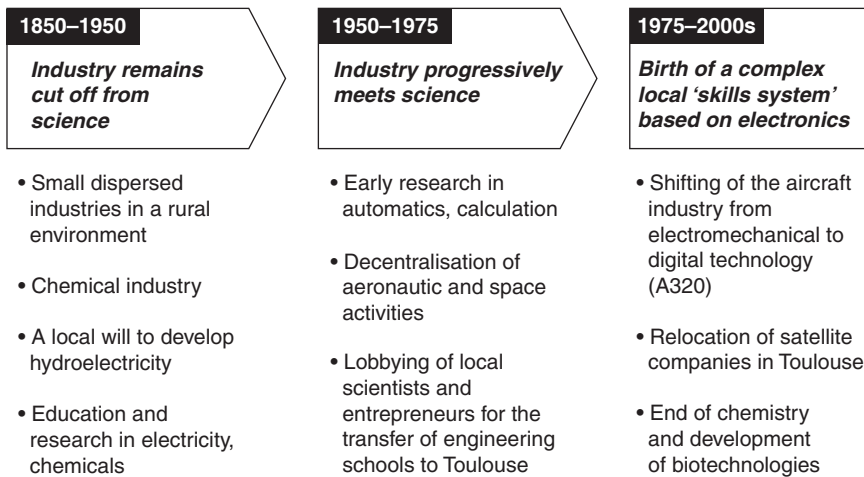 1850–1950
Industry remains
cut off from
science
• Small dispersed
industries in a rural
environment
• Chemical industry
• A local will to develop
hydroelectricity
• Education and
research in electricity,
chemicals
1950–1975
Industry progressively
meets science
• Early research in
automatics, calculation
• Decentralisation of
aeronautic and space
activities
• Lobbying of local
scientists and
entrepreneurs for the
transfer of engineering
schools to Toulouse
1975–2000s
Birth of a complex
local ‘skills system’
based on electronics
• Shifting of the aircraft
industry from
electromechanical to
digital technology
(A320)
• Relocation of satellite
companies in Toulouse
• End of chemistry
and development
of biotechnologies